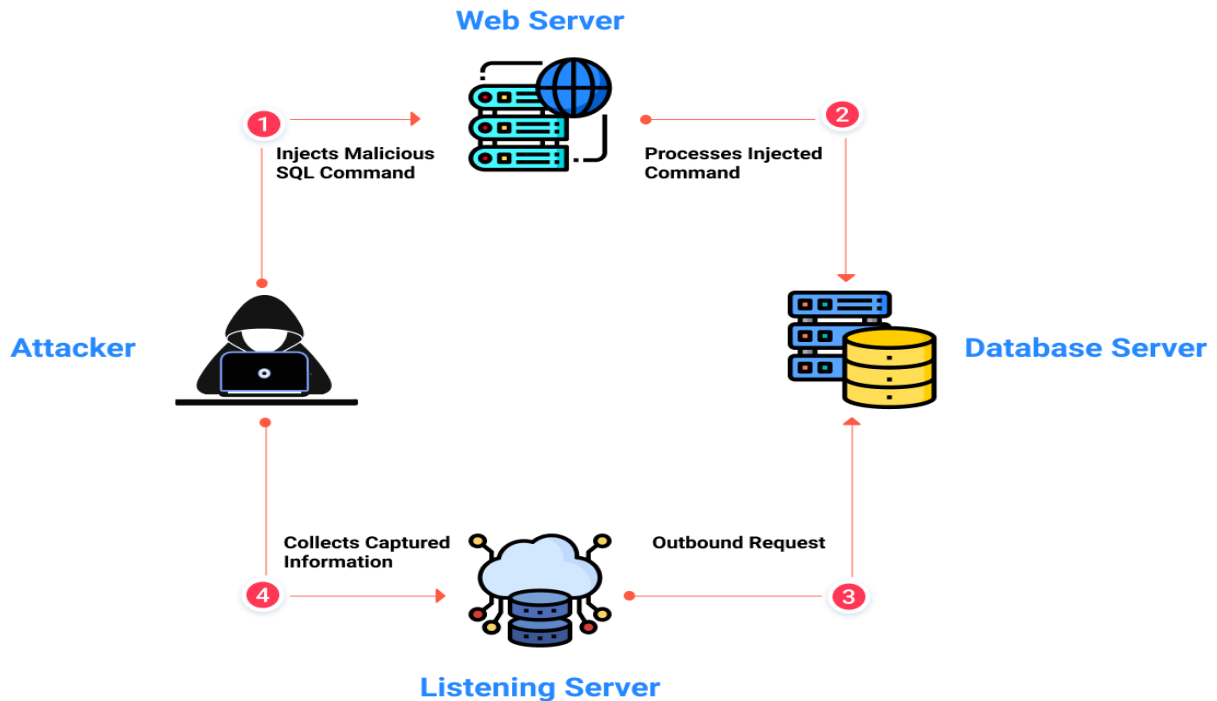 Web Server
1
2
Injects Malicious
SQL Command
Processes Injected
Command
Attacker
Database Server
Collects Captured
Information
Outbound Request
4
3
Listening Server